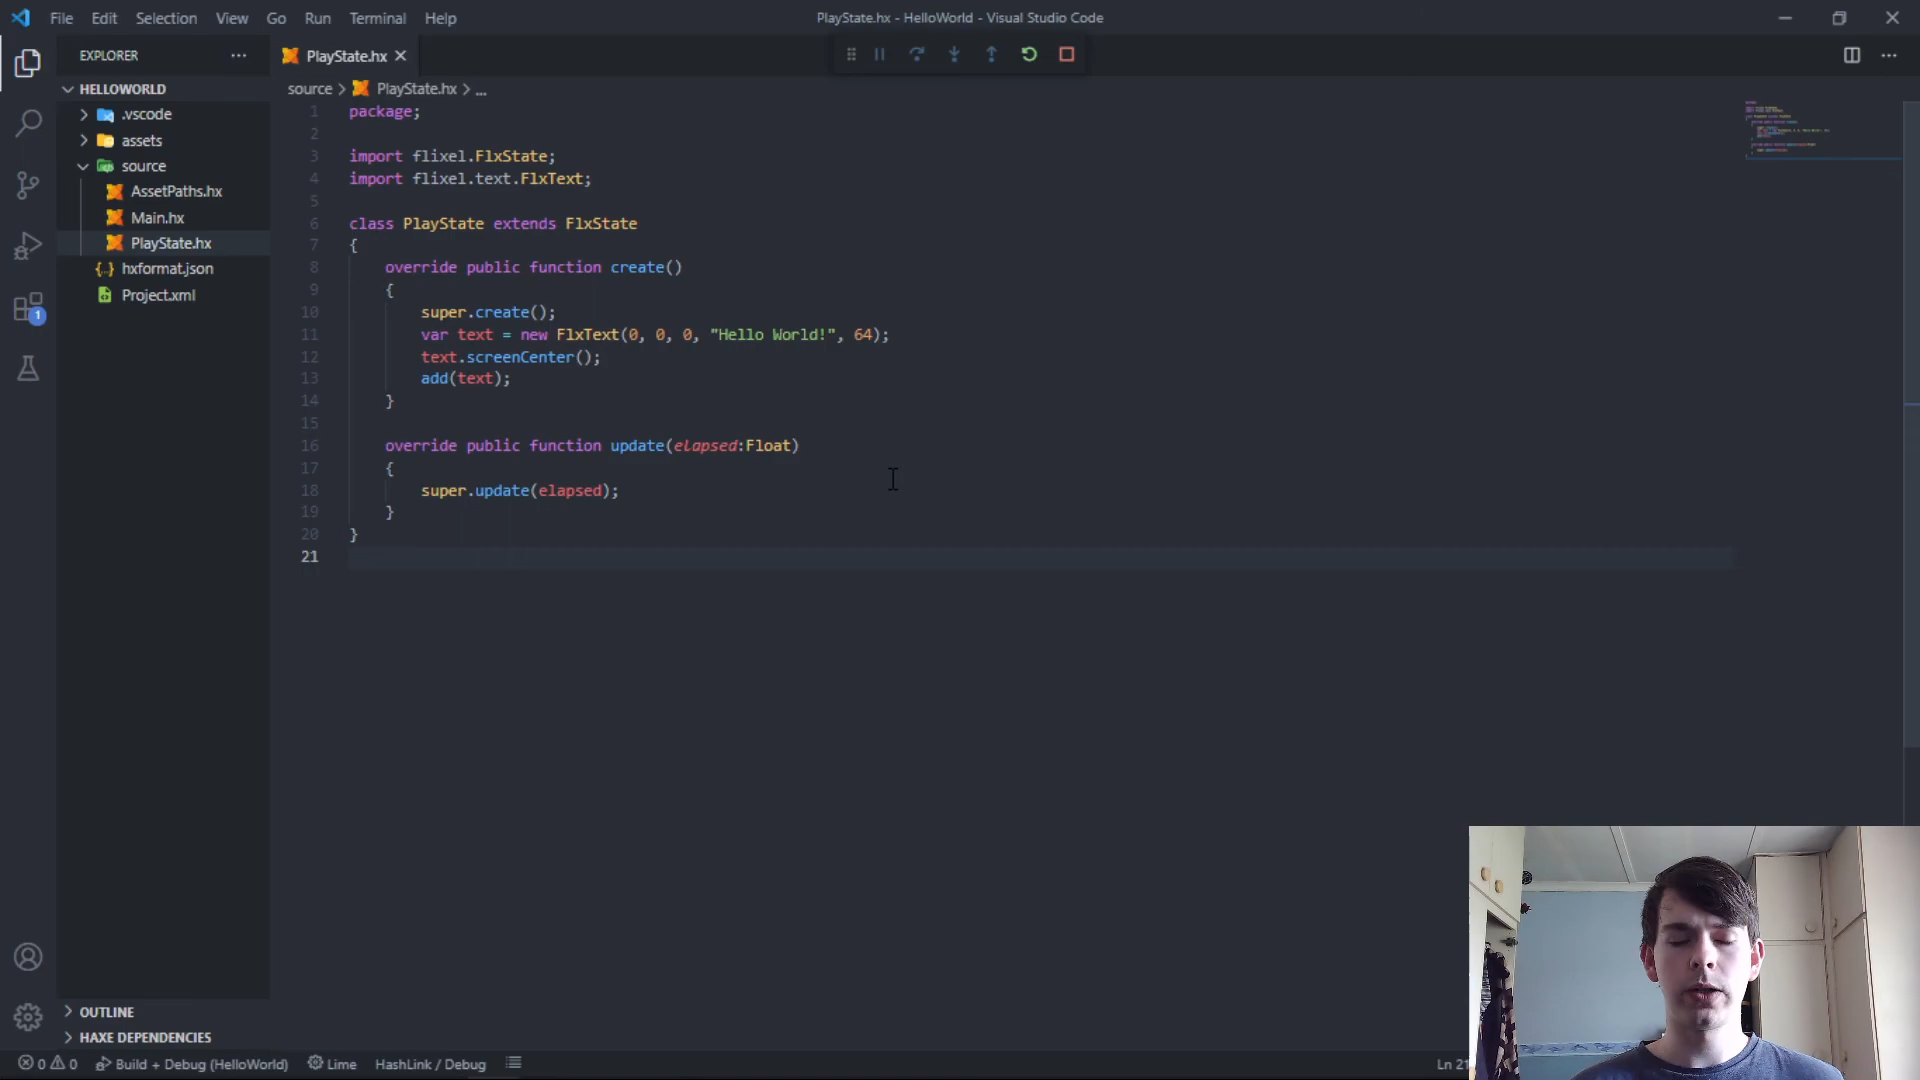 File Edit Selection View Go Run Terminal Help
PlayState.hx - HelloWorld - Visual Studio Code
EXPLORER
PlayState.hx
HELLOWORLD
source > PlayState.hx > ...
.vscode
assets
source
AssetPaths.hx
Main.hx
PlayState.hx
hxformat.json
Project.xml
1
1 package;
2
3 import flixel.FlxState;
4 import flixel.text.FlxText;
5
6 class PlayState extends FlxState
7 {
8 override public function create()
9 {
10 super.create();
11 var text = new FlxText(0, 0, 0, "Hello World!", 64);
12 text.screenCenter();
13 add(text);
14 }
15
16 override public function update(elapsed:Float)
17 {
18 super.update(elapsed);
19 }
20 }
21
OUTLINE
HAXE DEPENDENCIES
0 0 Build + Debug (HelloWorld) Lime HashLink / Debug